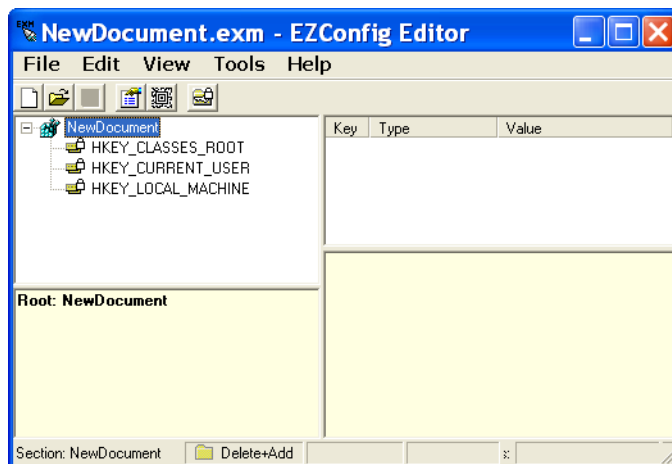 EXM NewDocument.exm - EZConfig Editor
File Edit View Tools Help
NewDocument
HKEY_CLASSES_ROOT
HKEY_CURRENT_USER
HKEY_LOCAL_MACHINE
Key Type Value
Root: NewDocument
Section: NewDocument Delete+Add x: